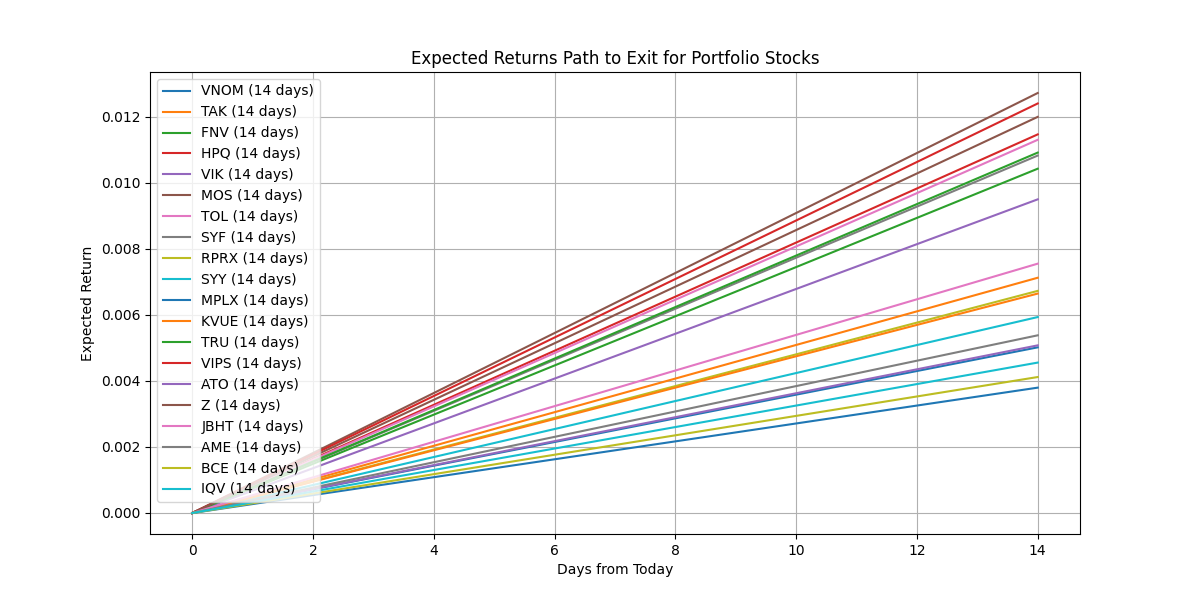 Expected Returns Path to Exit for Portfolio Stocks
VNOM (14 days)
TAK (14 days)
FNV (14 days)
HPQ (14 days)
VIK (14 days)
MOS (14 days)
TOL (14 days)
SYF (14 days)
RPRX (14 days)
SYY (14 days)
MPLX (14 days)
KVUE (14 days)
TRU (14 days)
VIPS (14 days)
ATO (14 days)
Z (14 days)
JBHT (14 days)
AME (14 days)
BCE (14 days)
IQV (14 days)
0.012
0.010
0.008
0.006
0.004
0.002
0.000
Expected Return
0 2 4 6 8 10 12 14
Days from Today